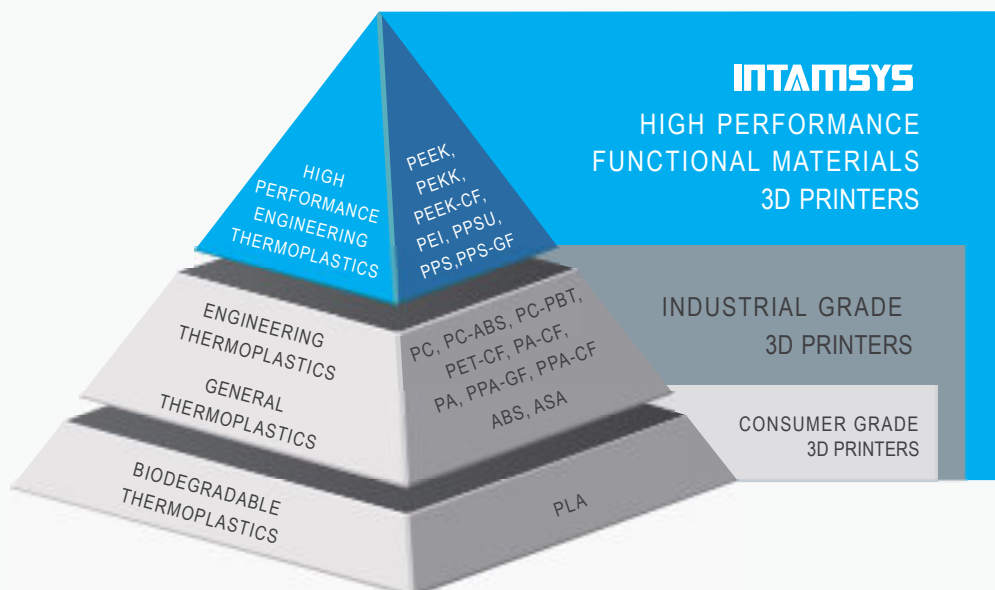 INTAMSYS
HIGH PERFORMANCE
FUNCTIONAL MATERIALS
3D PRINTERS
HIGH
PERFORMANCE
ENGINEERING
THERMOPLASTICS
PEEK,
PEKK,
PEEK-CF,
PEI, PPSU,
PPS,PPS-GF
INDUSTRIAL GRADE
3D PRINTERS
ENGINEERING
THERMOPLASTICS
GENERAL
THERMOPLASTICS
PC, PC-ABS, PC-PBT,
PET-CF, PA-CF,
PA, PPA-GF, PPA-CF
ABS, ASA
CONSUMER GRADE
3D PRINTERS
BIODEGRADABLE
THERMOPLASTICS
PLA